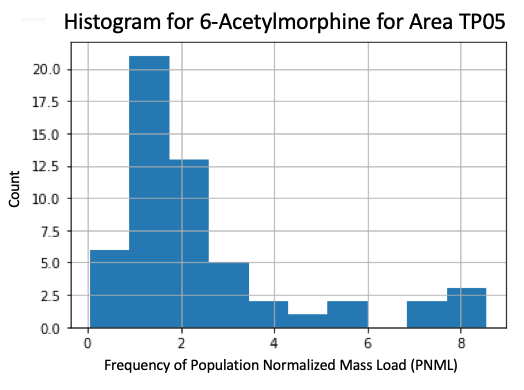 Histogram for 6-Acetylmorphine for Area TP05
20.0
17.5
15.0
12.5
10.0
7.5
5.0
2.5
0.0
Count
0 2 4 6 8
Frequency of Population Normalized Mass Load (PNML)